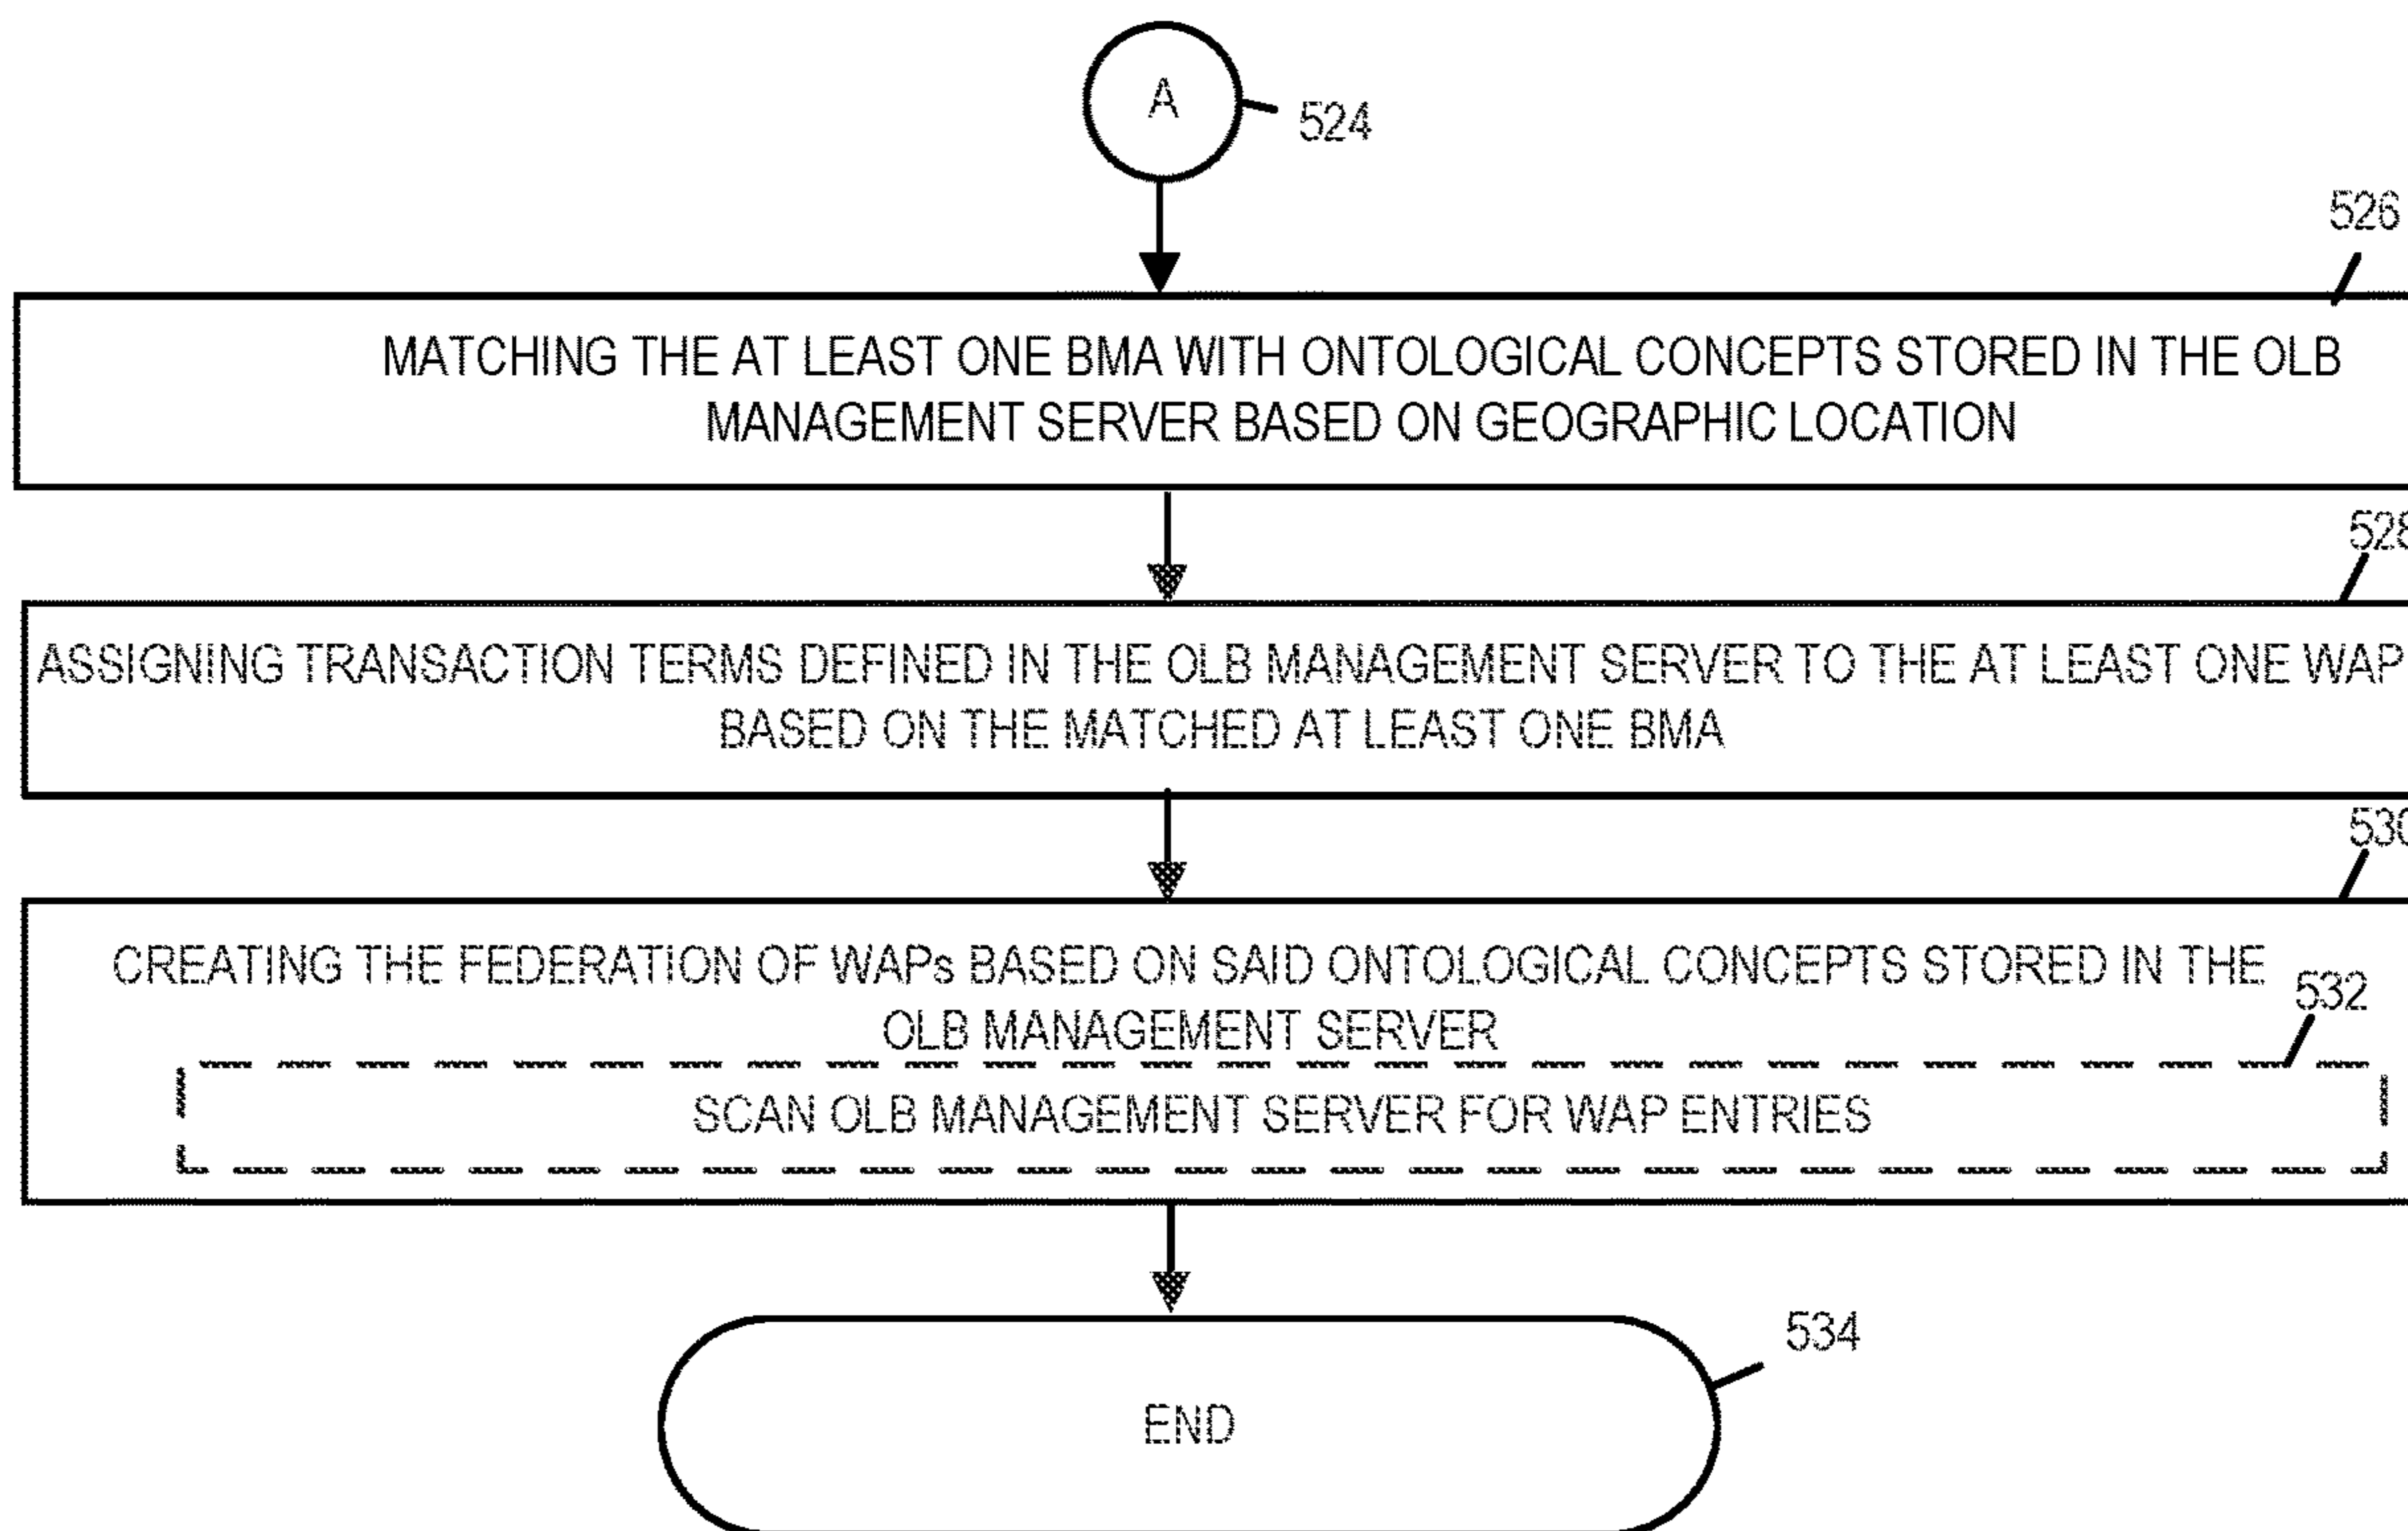 A
524
526
MATCHING THE AT LEAST ONE BMA WITH ONTOLOGICAL CONCEPTS STORED IN THE OLB
MANAGEMENT SERVER BASED ON GEOGRAPHIC LOCATION
528
ASSIGNING TRANSACTION TERMS DEFINED IN THE OLB MANAGEMENT SERVER TO THE AT LEAST ONE WAP
BASED ON THE MATCHED AT LEAST ONE BMA
530
CREATING THE FEDERATION OF WAPs BASED ON SAID ONTOLOGICAL CONCEPTS STORED IN THE
OLB MANAGEMENT SERVER
532
SCAN OLB MANAGEMENT SERVER FOR WAP ENTRIES
534
END